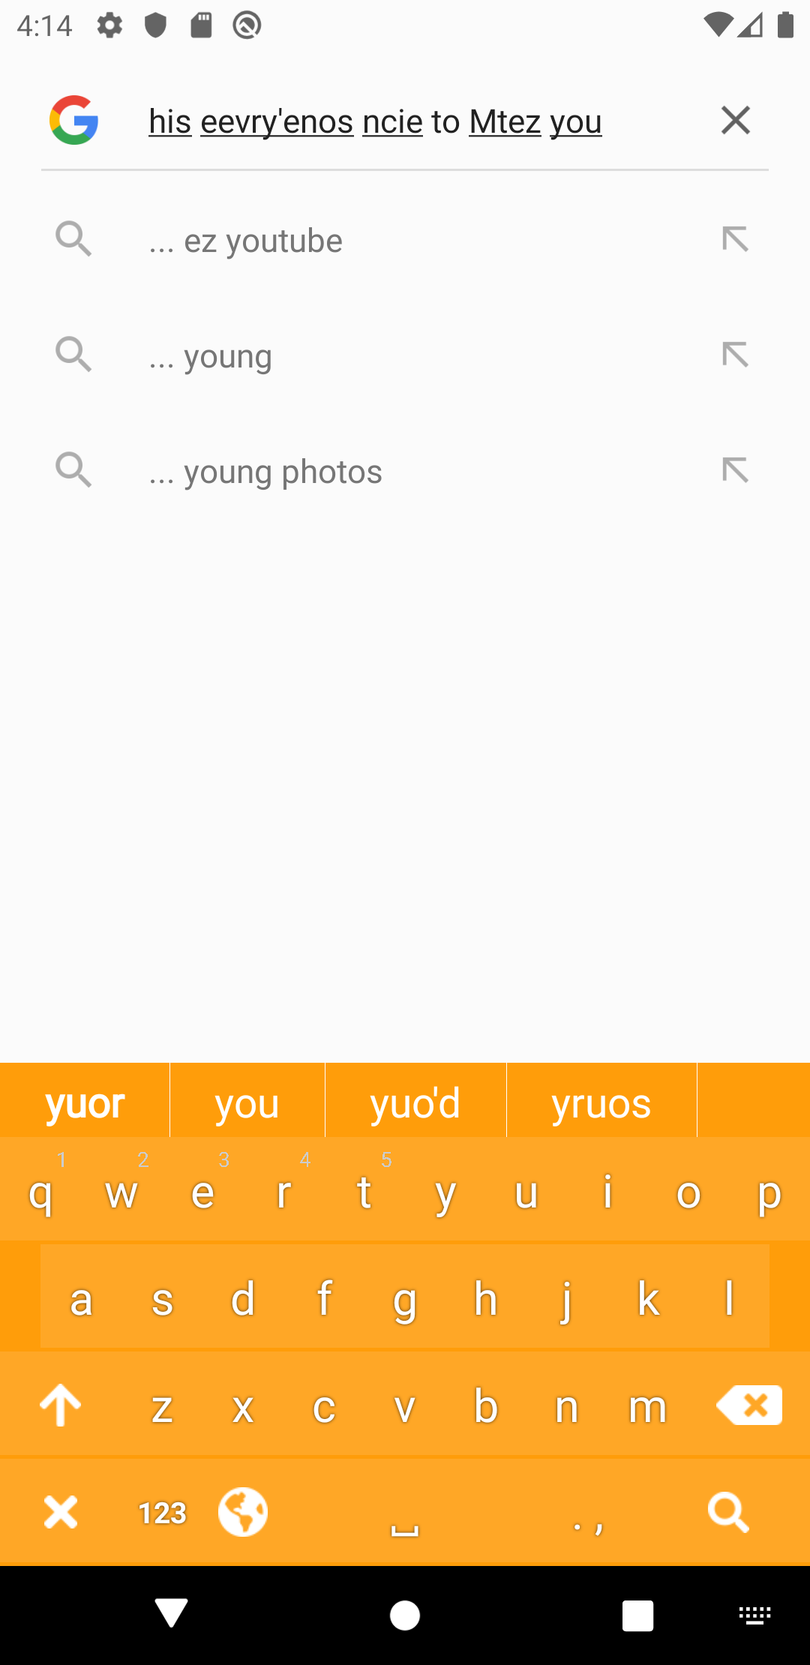 4:14
his eevry'enos ncie to Mtez you
... ez youtube
... young
... young photos
yuor you yuo'd yruos
1 2 3 4 5
q w e r t y u i o p
a s d f g h j k l
z x c v b n m
123 . ,